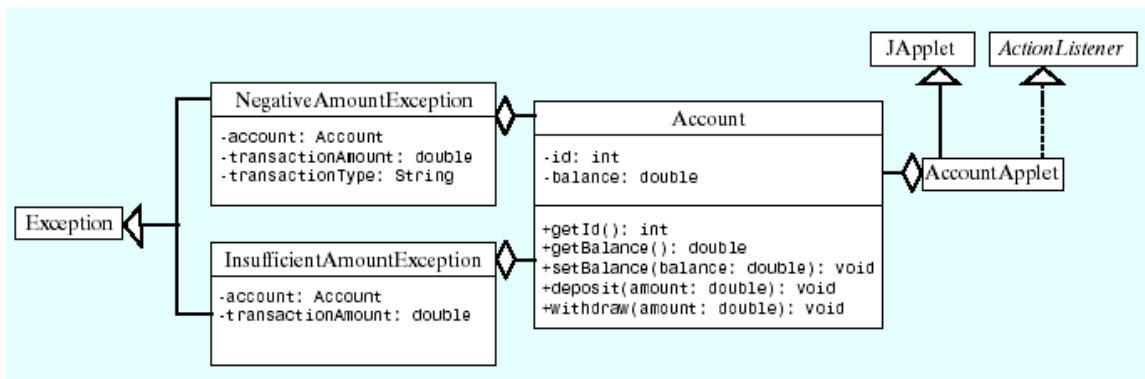 JApplet
ActionListener
NegativeAmountException
-account: Account
-transactionAmount: double
-transactionType: String
Account
-id: int
-balance: double
+getId(): int
+getBalance(): double
+setBalance(balance: double): void
+deposit(amount: double): void
+withdraw(amount: double): void
AccountApplet
Exception
InsufficientAmountException
-account: Account
-transactionAmount: double